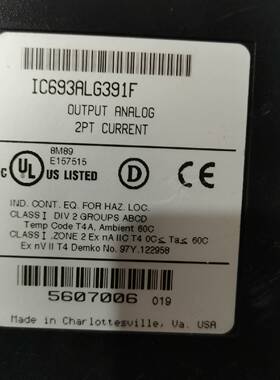 IC693ALG391F
OUTPUT ANALOG
2PT CURRENT
8M89
E157515
c UL US LISTED D
IND. CONT. EQ. FOR HAZ. LOC.
CLASS I DIV 2 GROUPS ABCD
Temp Code T4A, Ambient 60C
CLASS I ZONE 2 Ex nA IIC T4 0C≤ Ta≤ 60C
Ex nV II T4 Demko No. 97Y.122958
5607006 019
Made in Charlottesville, Va. USA